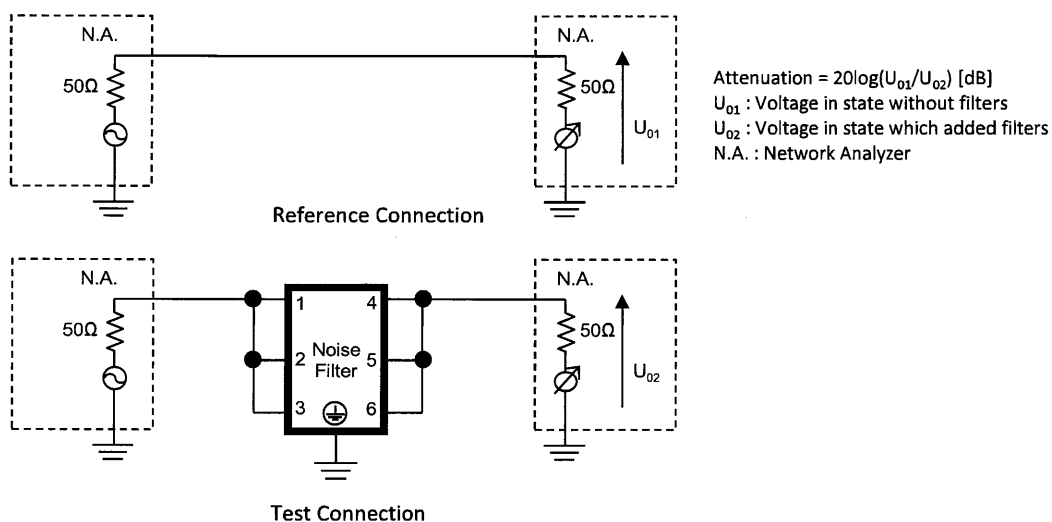 N.A.
50Ω
N.A.
50Ω
U01
Reference Connection
Attenuation = 20log(U01/U02) [dB]
U01 : Voltage in state without filters
U02 : Voltage in state which added filters
N.A. : Network Analyzer
N.A.
50Ω
1
2
3
Noise
Filter
4
5
6
N.A.
50Ω
U02
Test Connection